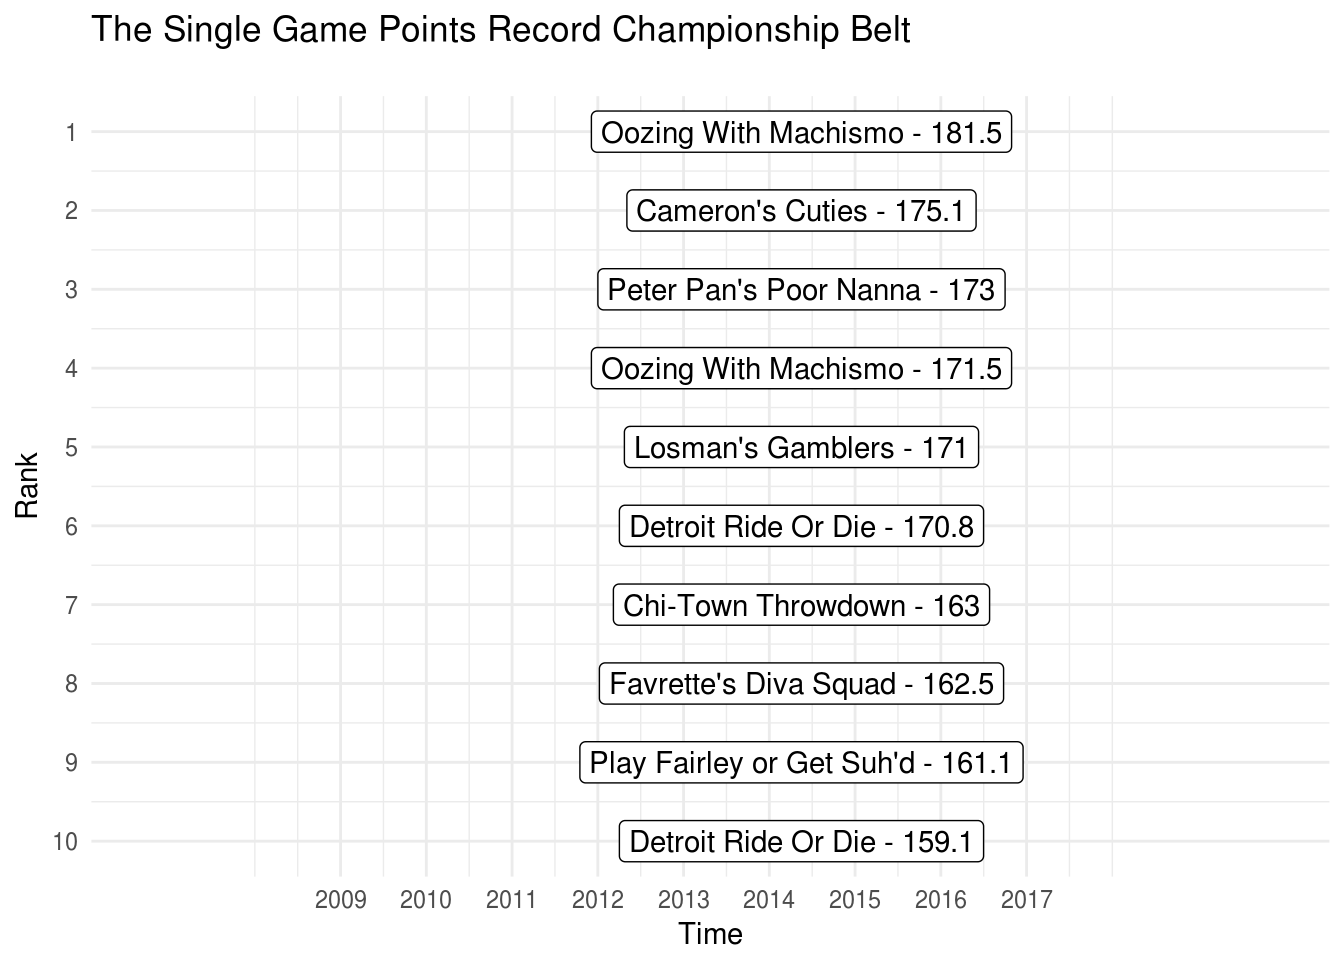 The Single Game Points Record Championship Belt
1
Oozing With Machismo - 181.5
2
Cameron's Cuties - 175.1
3
Peter Pan's Poor Nanna - 173
4
Oozing With Machismo - 171.5
5
Losman's Gamblers - 171
Rank
6
Detroit Ride Or Die - 170.8
7
Chi-Town Throwdown - 163
8
Favrette's Diva Squad - 162.5
9
Play Fairley or Get Suh'd - 161.1
10
Detroit Ride Or Die - 159.1
2009 2010 2011 2012 2013 2014 2015 2016 2017
Time